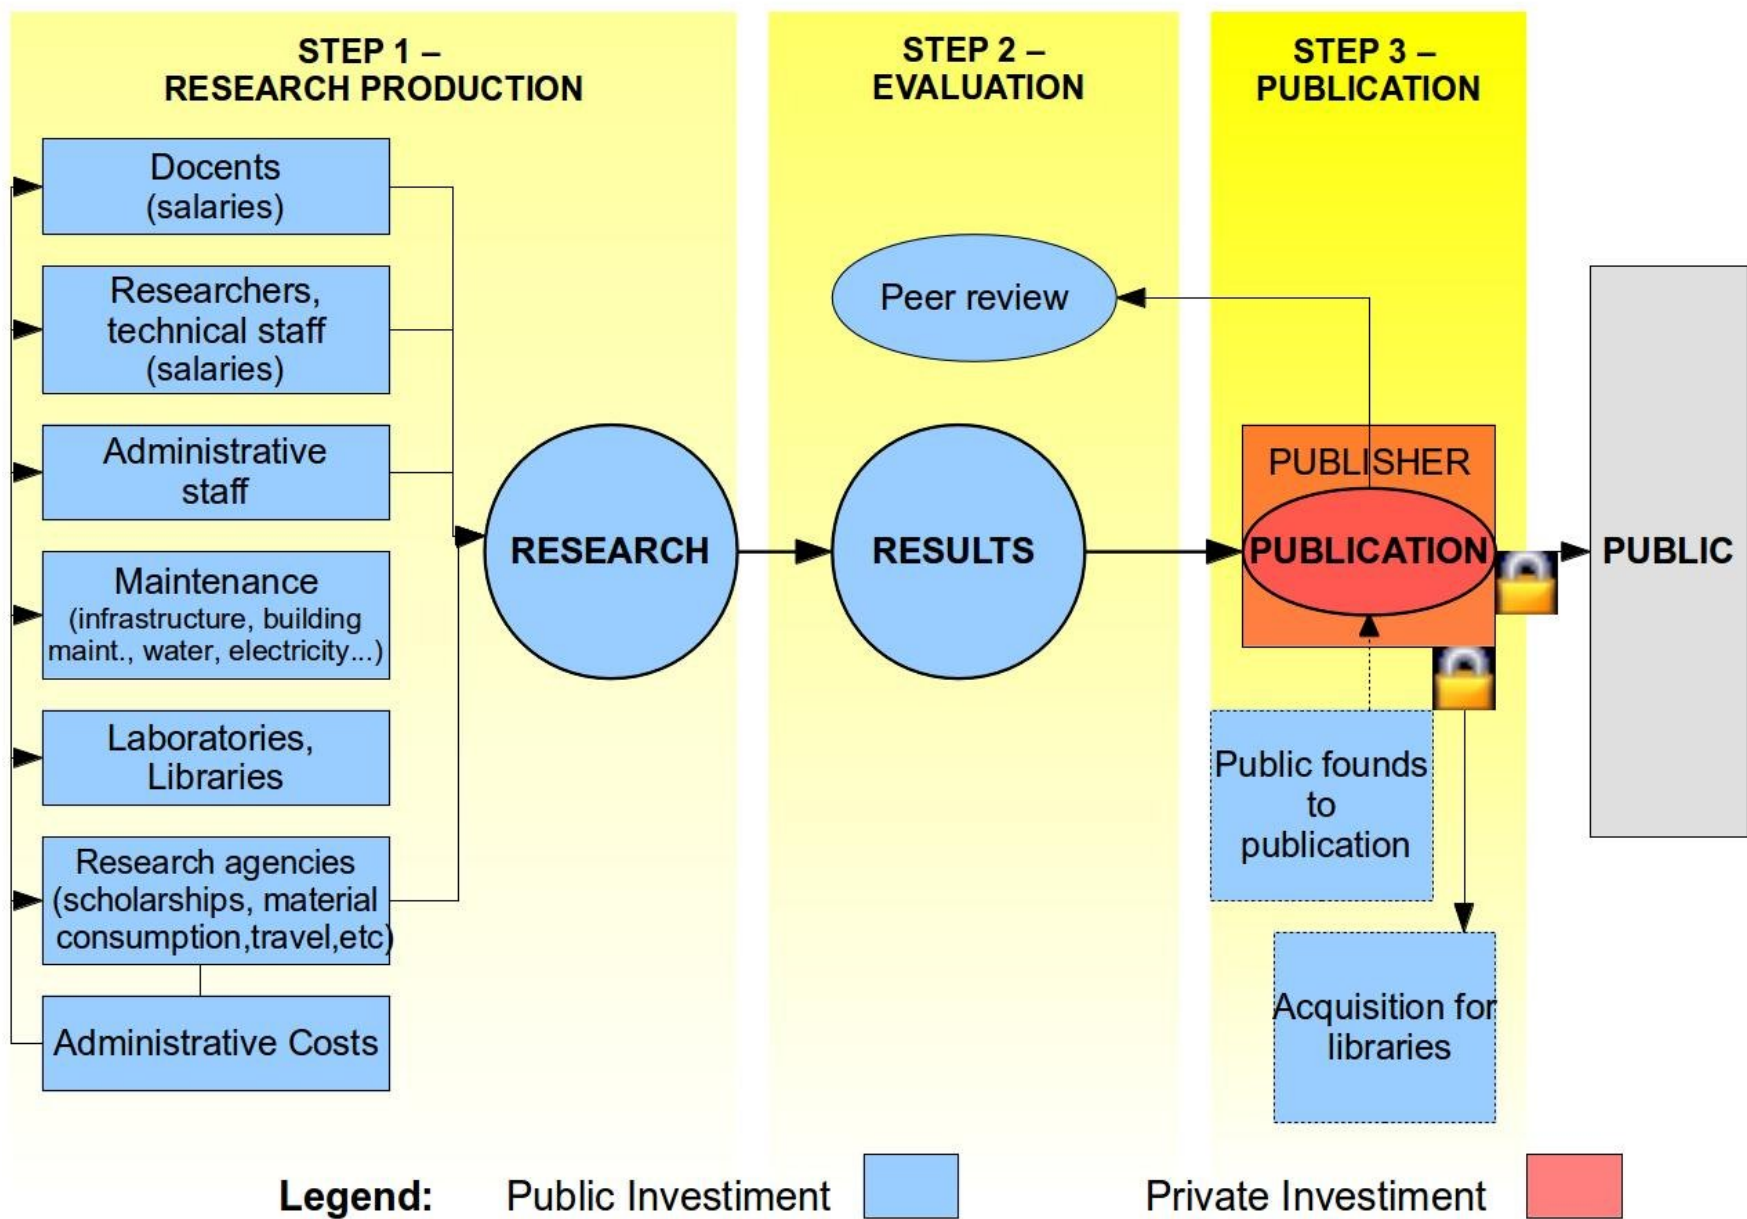 STEP 1 –
RESEARCH PRODUCTION
Docents
(salaries)
Researchers,
technical staff
(salaries)
Administrative
staff
Maintenance
(infrastructure, building
maint., water, electricity...)
Laboratories,
Libraries
Research agencies
(scholarships, material
consumption,travel,etc)
Administrative Costs
RESEARCH
STEP 2 –
EVALUATION
Peer review
RESULTS
STEP 3 –
PUBLICATION
PUBLISHER
PUBLICATION
Public founds
to
publication
Acquisition for
libraries
PUBLIC
Legend:
Public Investiment
Private Investiment